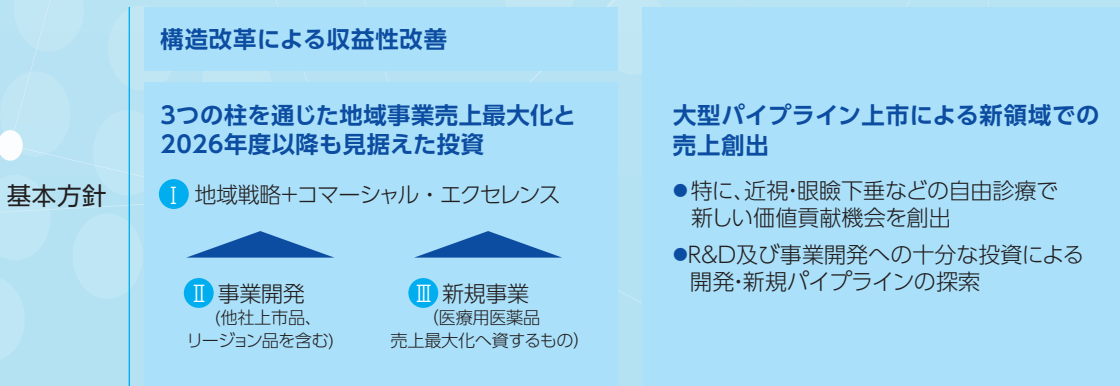 基本方針
構造改革による収益性改善
3つの柱を通じた地域事業売上最大化と
2026年度以降も見据えた投資
Ⅰ 地域戦略+コマーシャル・エクセレンス
Ⅱ 事業開発
(他社上市品、
リージョン品を含む)
Ⅲ 新規事業
(医療用医薬品
売上最大化へ資するもの)
大型パイプライン上市による新領域での
売上創出
●特に、近視・眼瞼下垂などの自由診療で
新しい価値貢献機会を創出
●R&D及び事業開発への十分な投資による
開発・新規パイプラインの探索